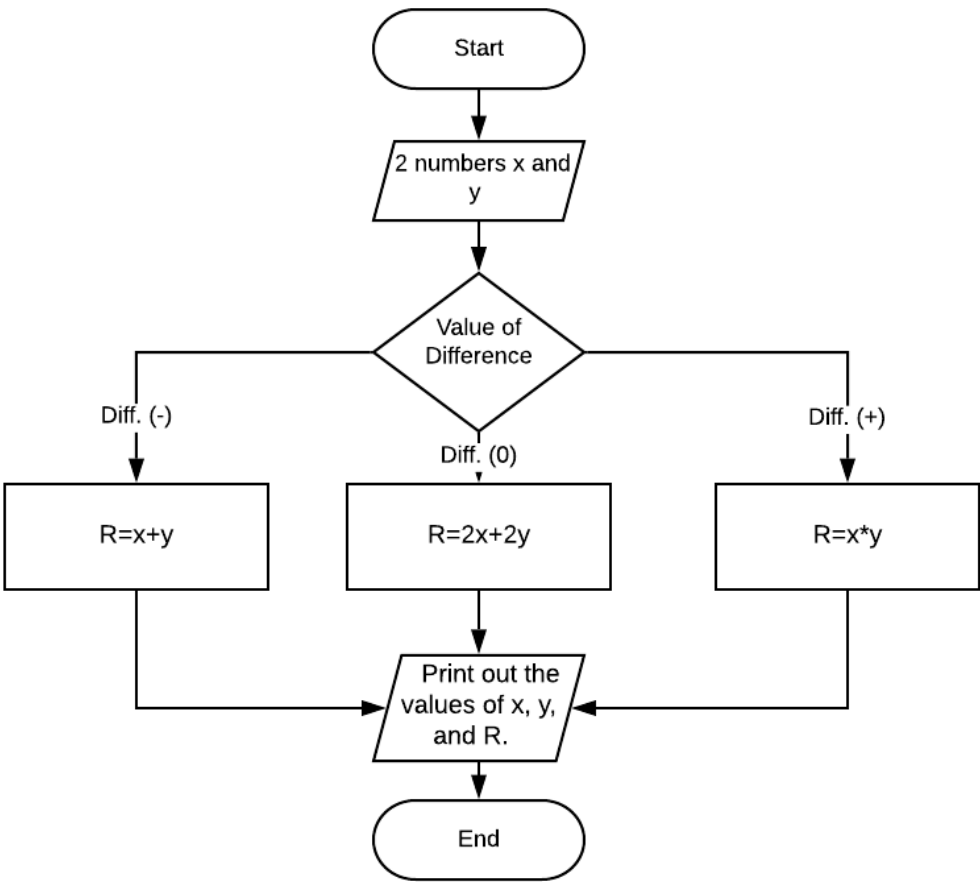 Start
2 numbers x and
y
Value of
Difference
Diff. (-)
Diff. (0)
Diff. (+)
R=x+y
R=2x+2y
R=x*y
Print out the
values of x, y,
and R.
End